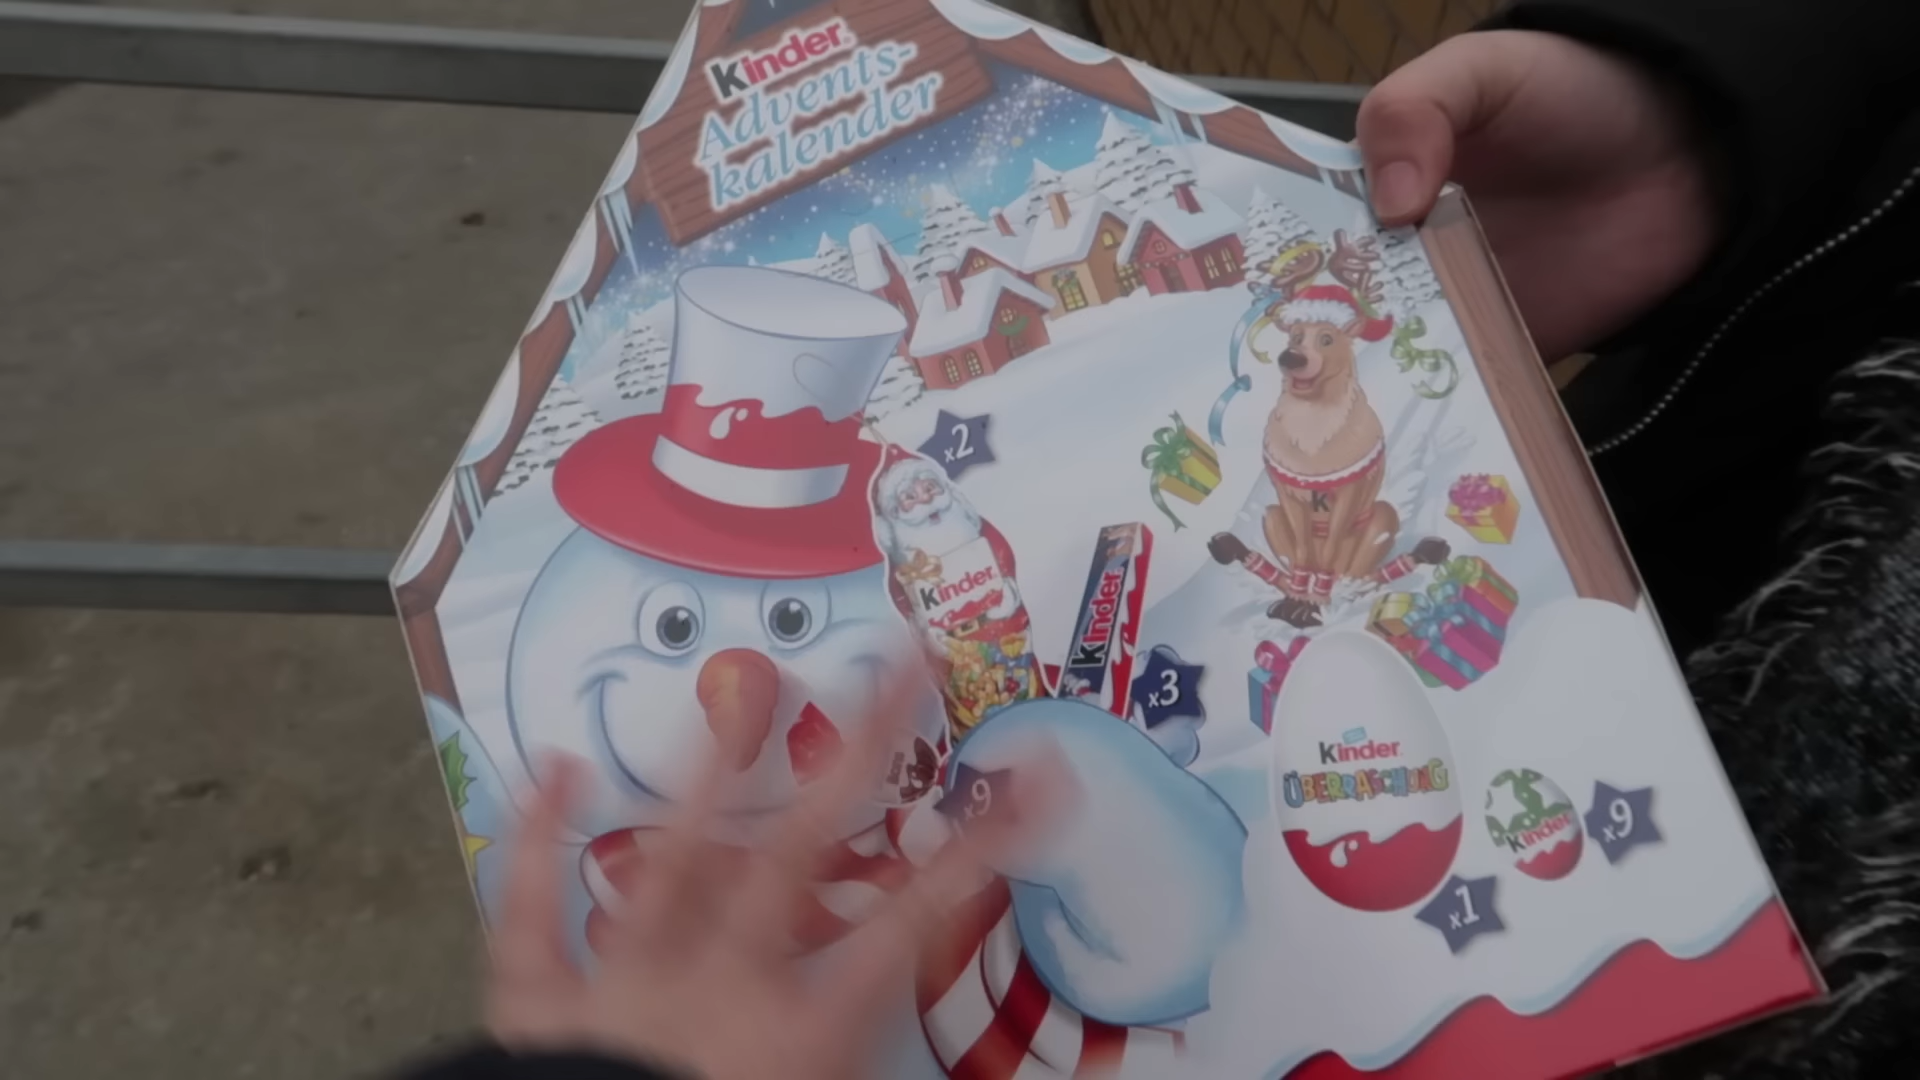 Kinder
Advents-
kalender
x2
Kinder
Kinder
x3
x9
K
Kinder
ÜBERRASCHUNG
Kinder
x9
x1